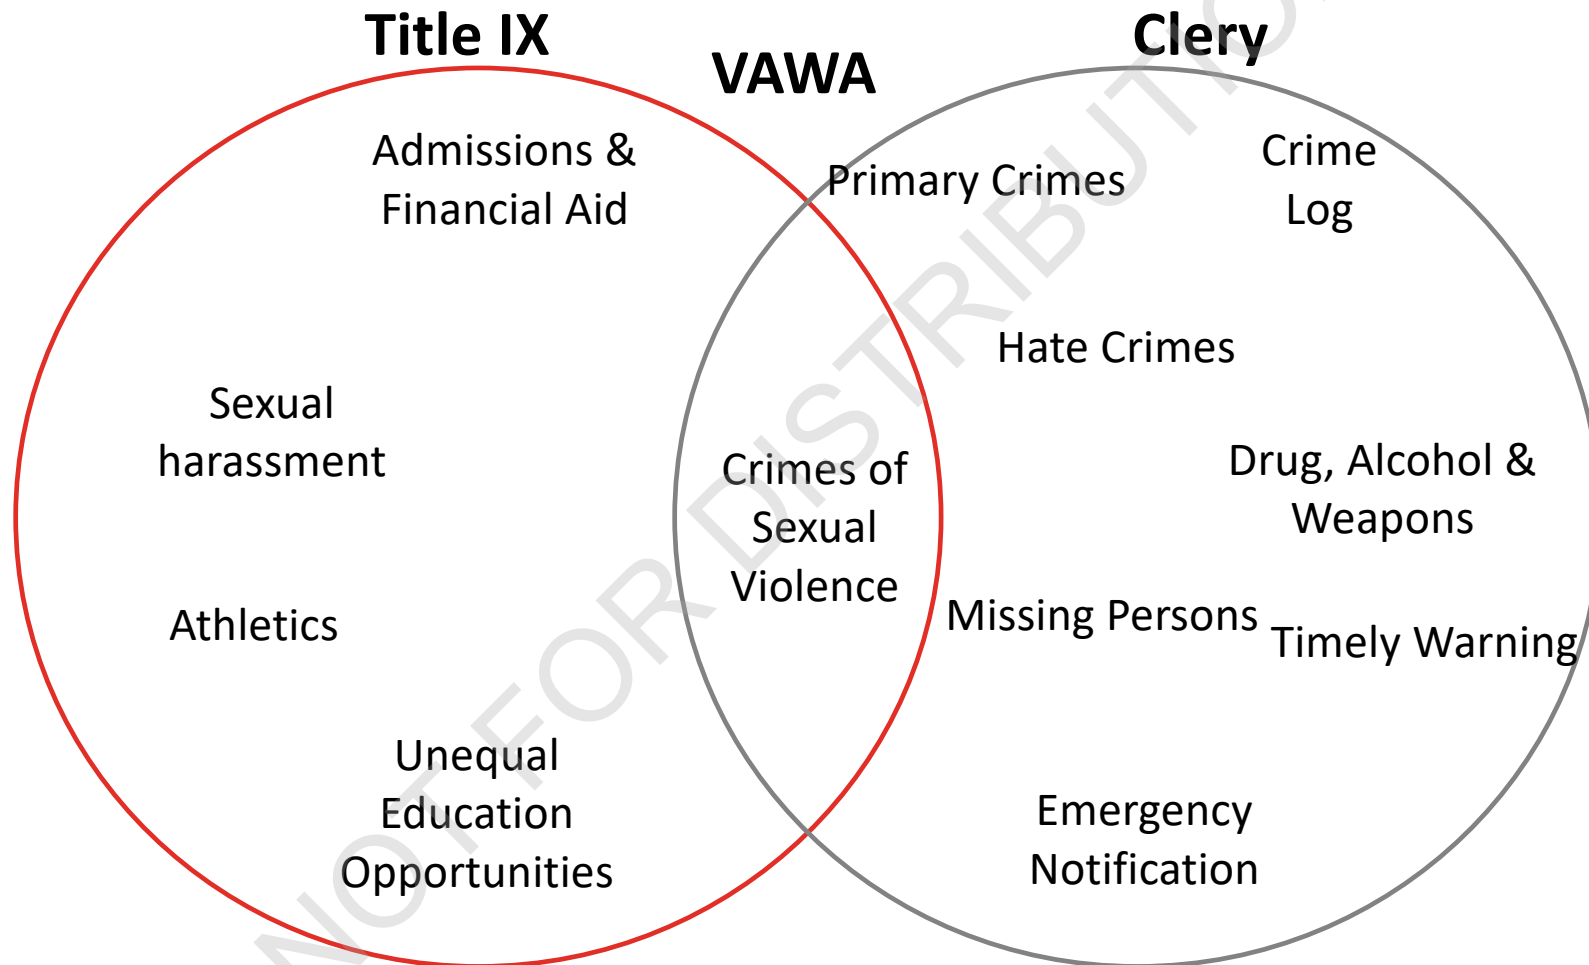 Title IX
VAWA
Clery
Admissions &
Financial Aid
Primary Crimes
Crime
Log
Hate Crimes
Sexual
harassment
Crimes of
Sexual
Violence
Drug, Alcohol &
Weapons
Athletics
Missing Persons
Timely Warning
Unequal
Education
Opportunities
Emergency
Notification
NOT FOR DISTRIBUTIO